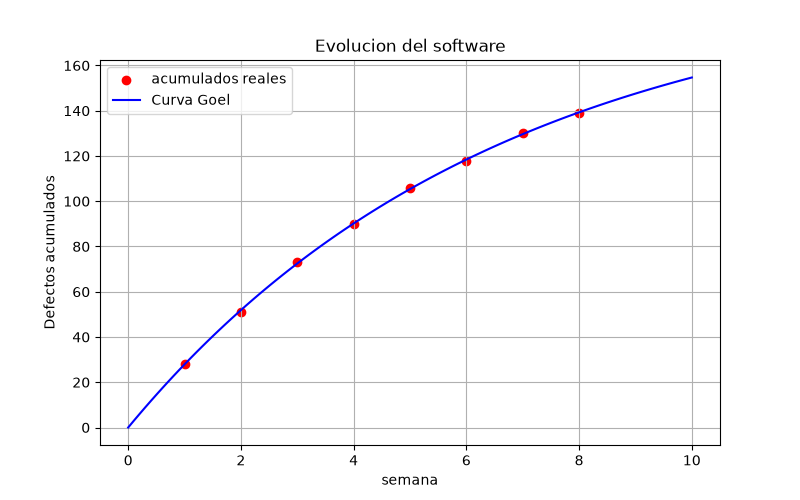 Evolucion del software
acumulados reales
Curva Goel
160
140
120
100
80
60
40
20
0
Defectos acumulados
0 2 4 6 8 10
semana